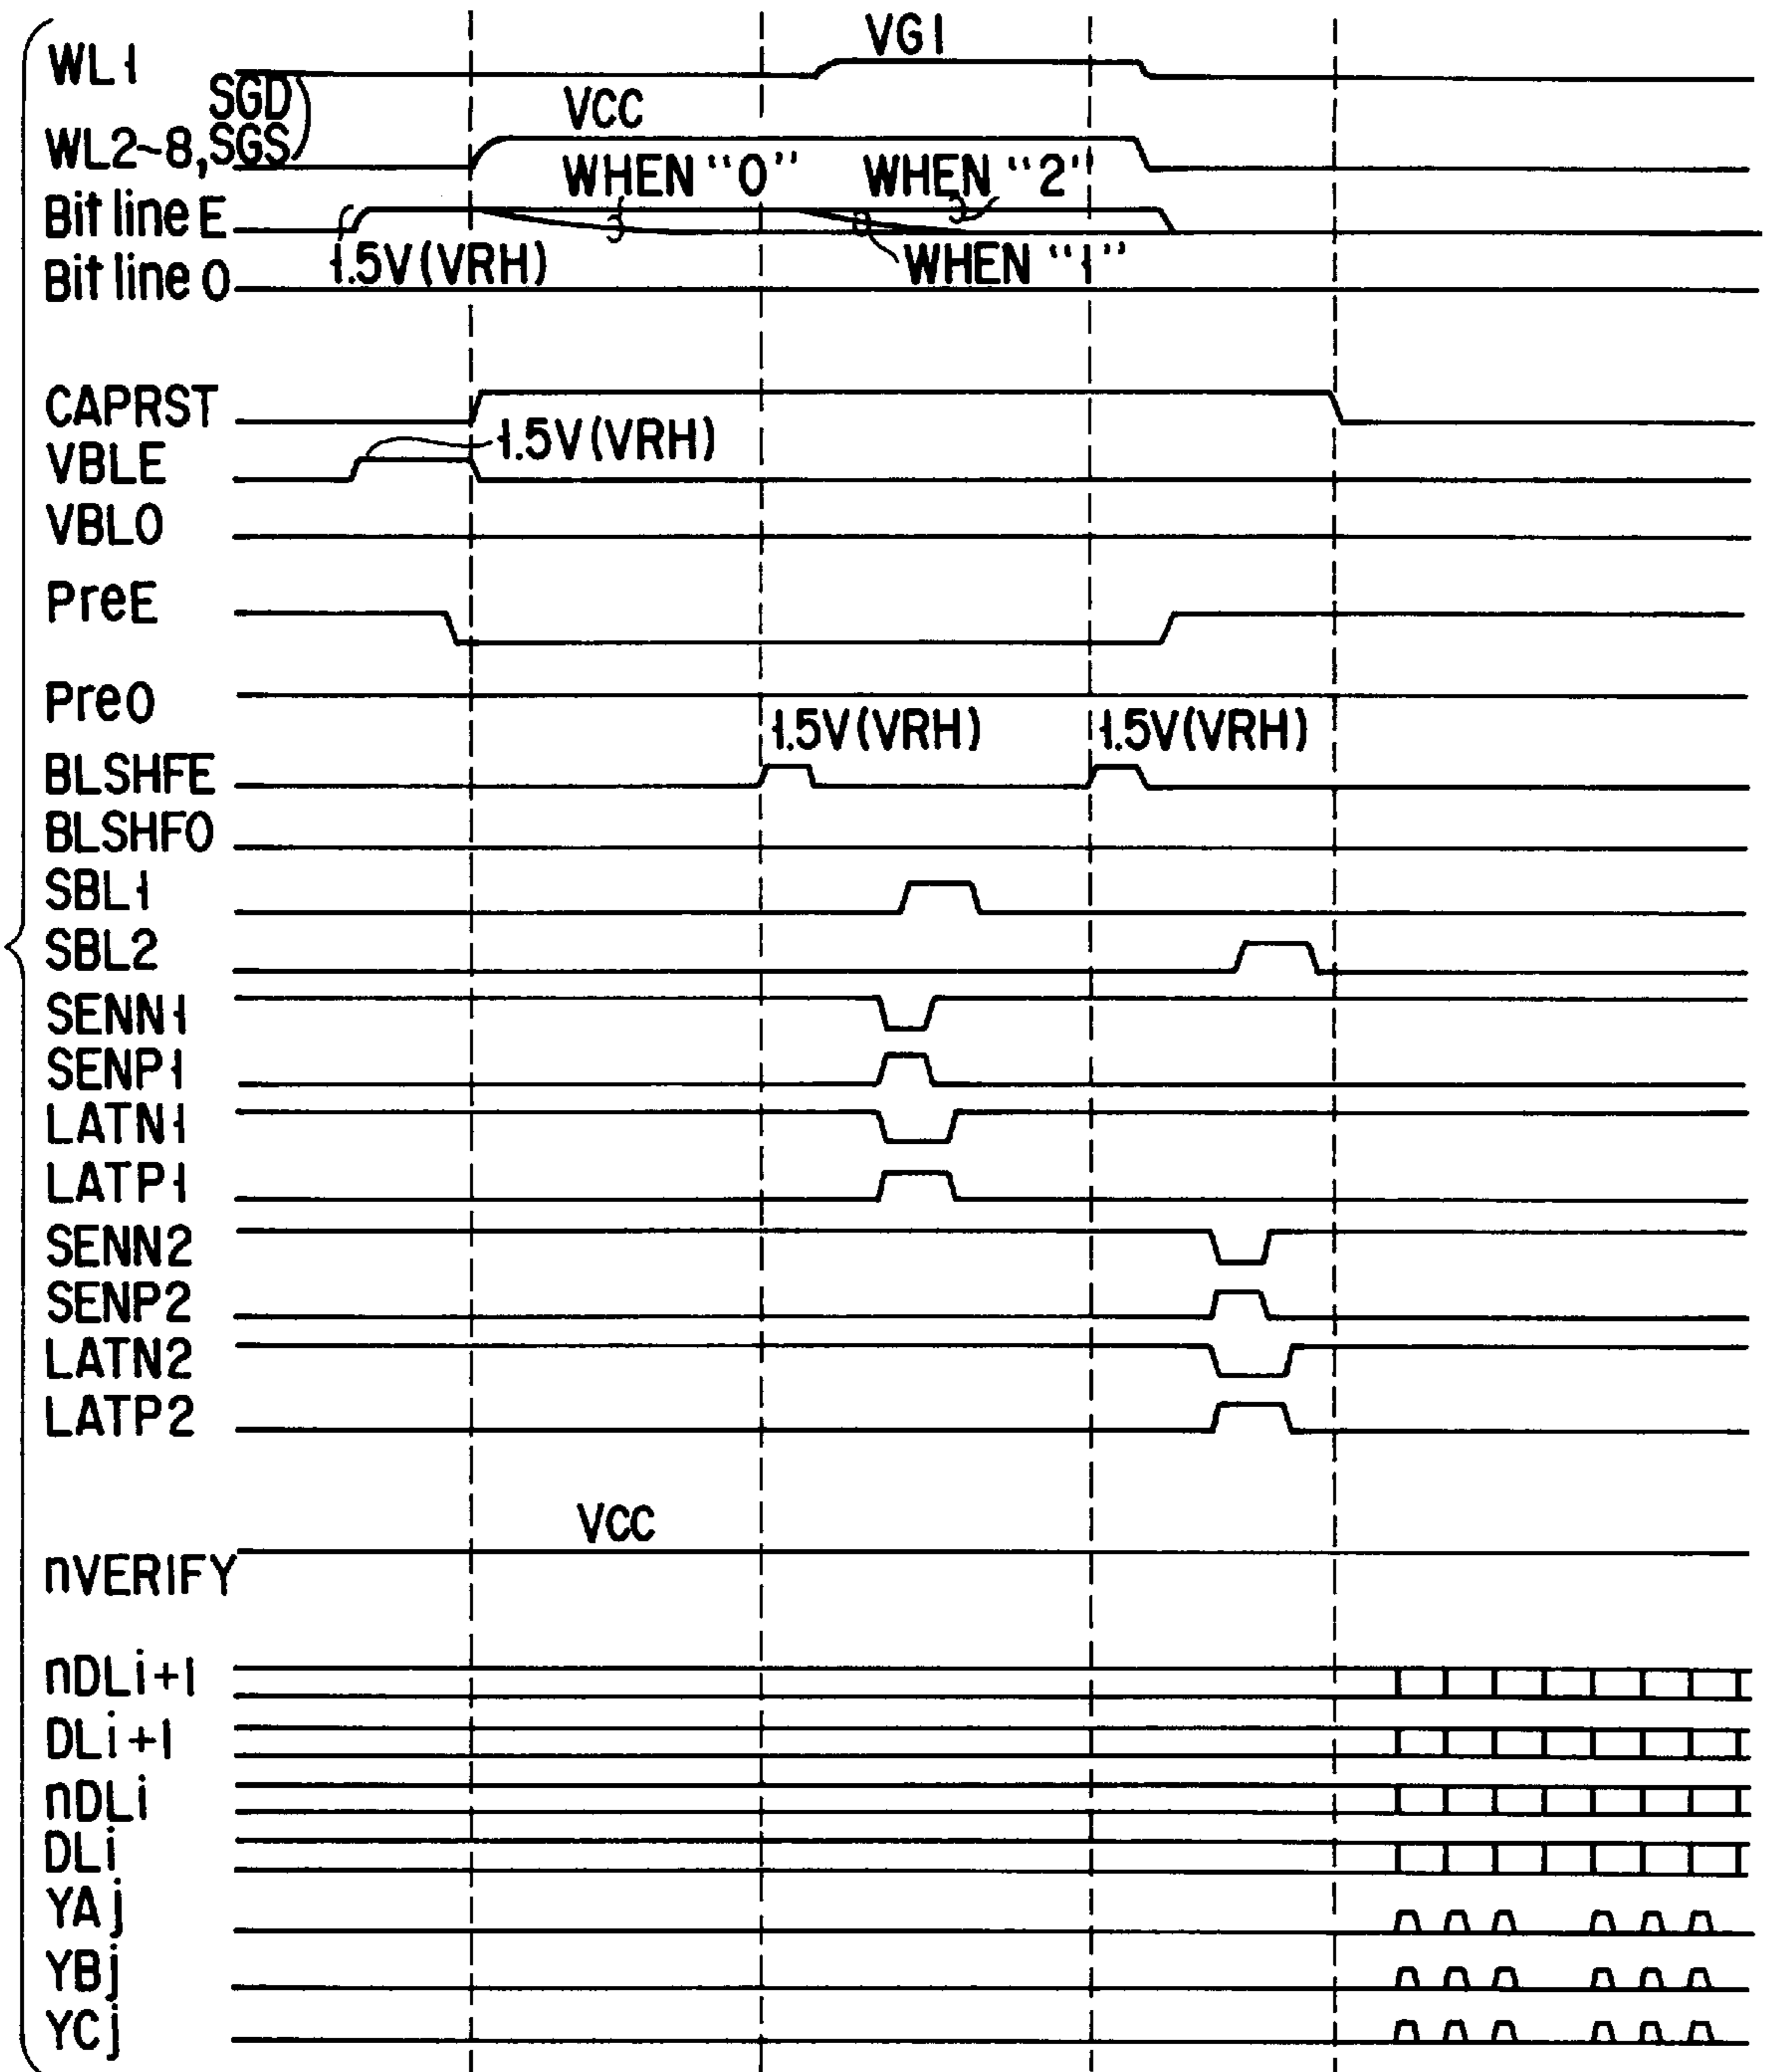 VG1
WL1
SGD
VCC
WL2~8,SGS
WHEN "0"
WHEN "2"
Bit line E
1.5V(VRH)
WHEN "1"
Bit line O
CAPRST
1.5V(VRH)
VBLE
VBLO
PreE
PreO
1.5V(VRH)
1.5V(VRH)
BLSHFE
BLSHFO
SBL1
SBL2
SENN1
SENP1
LATN1
LATP1
SENN2
SENP2
LATN2
LATP2
VCC
nVERIFY
nDLi+1
DLi+1
nDLi
DLi
YAj
YBj
YCj